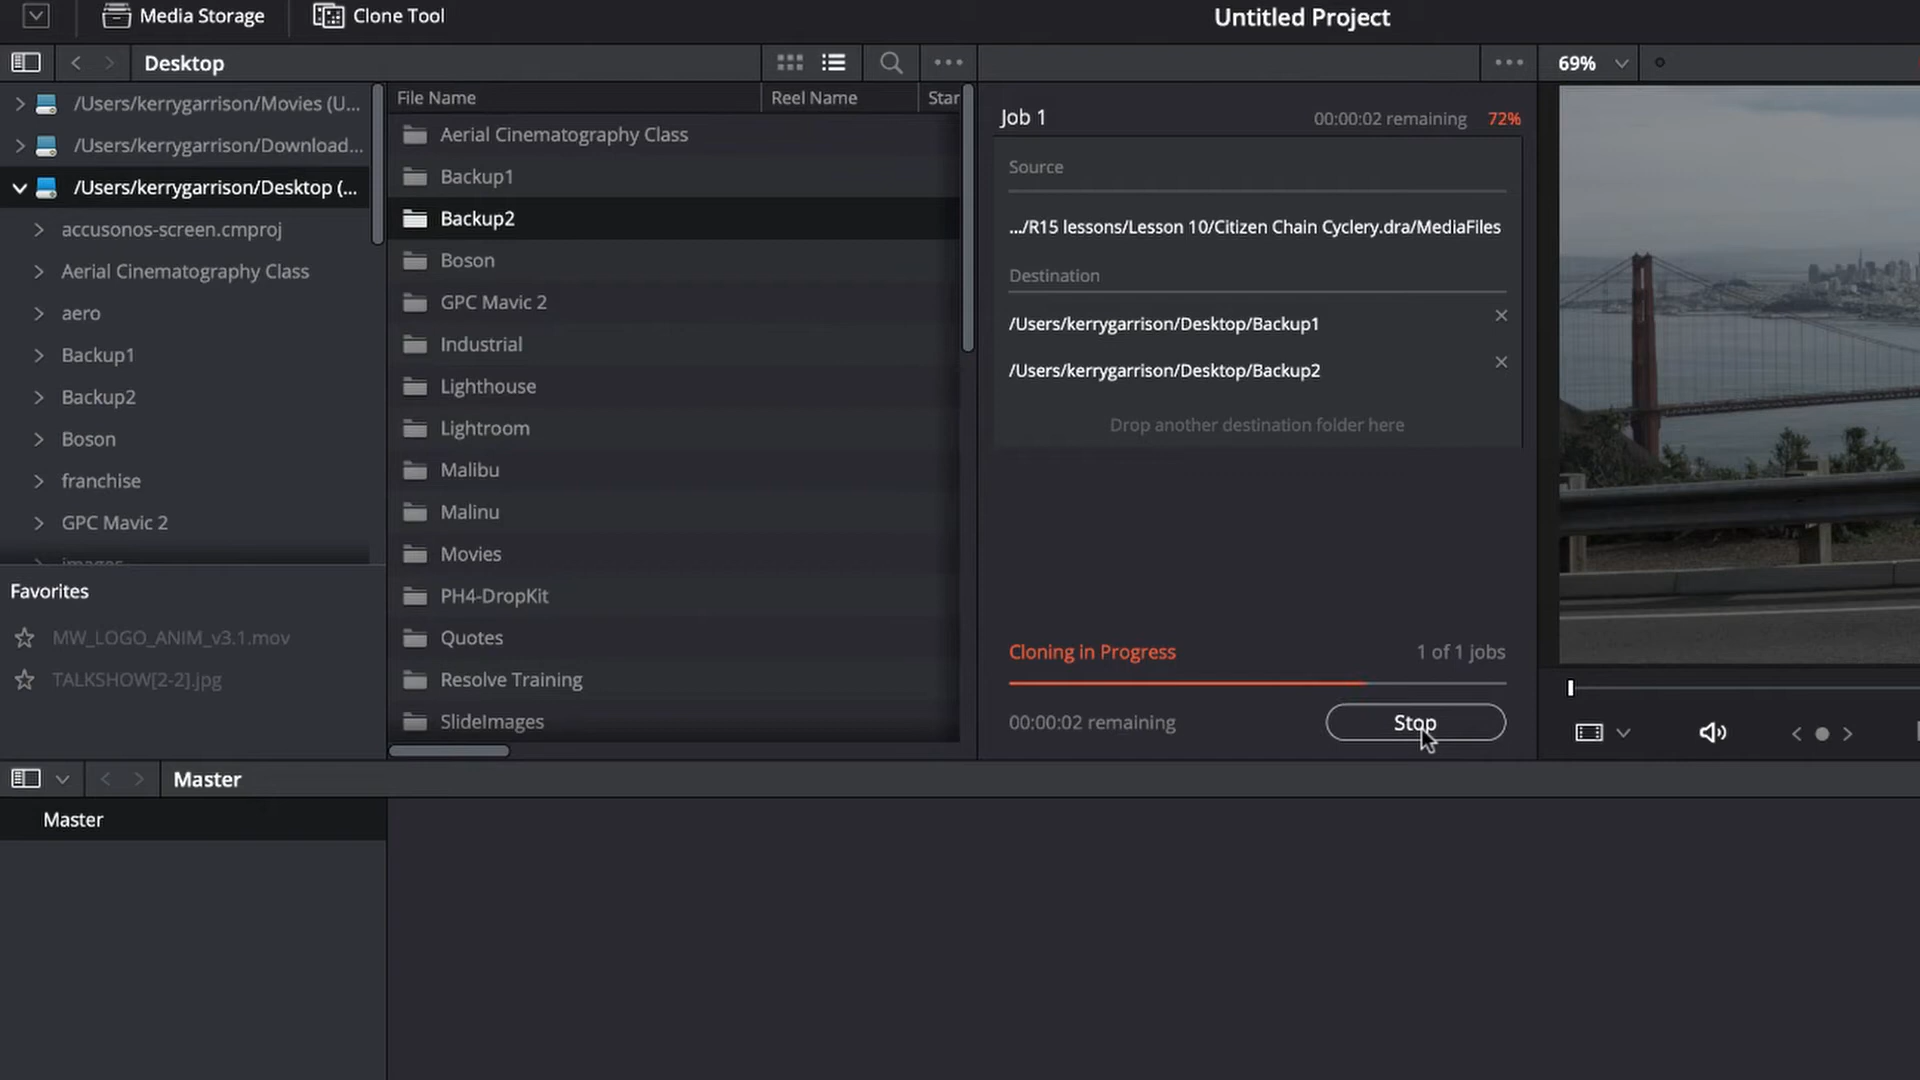 Media Storage
Clone Tool
Untitled Project
Desktop
69%
/Users/kerrygarrison/Movies (U...
/Users/kerrygarrison/Download...
/Users/kerrygarrison/Desktop (...
accusonos-screen.cmproj
Aerial Cinematography Class
aero
Backup1
Backup2
Boson
franchise
GPC Mavic 2
images
Favorites
MW_LOGO_ANIM_v3.1.mov
TALKSHOW[2-2].jpg
File Name
Reel Name
Star
Aerial Cinematography Class
Backup1
Backup2
Boson
GPC Mavic 2
Industrial
Lighthouse
Lightroom
Malibu
Malinu
Movies
PH4-DropKit
Quotes
Resolve Training
SlideImages
Job 1
00:00:02 remaining
72%
Source
.../R15 lessons/Lesson 10/Citizen Chain Cyclery.dra/MediaFiles
Destination
/Users/kerrygarrison/Desktop/Backup1
/Users/kerrygarrison/Desktop/Backup2
Drop another destination folder here
Cloning in Progress
1 of 1 jobs
00:00:02 remaining
Stop
Master
Master